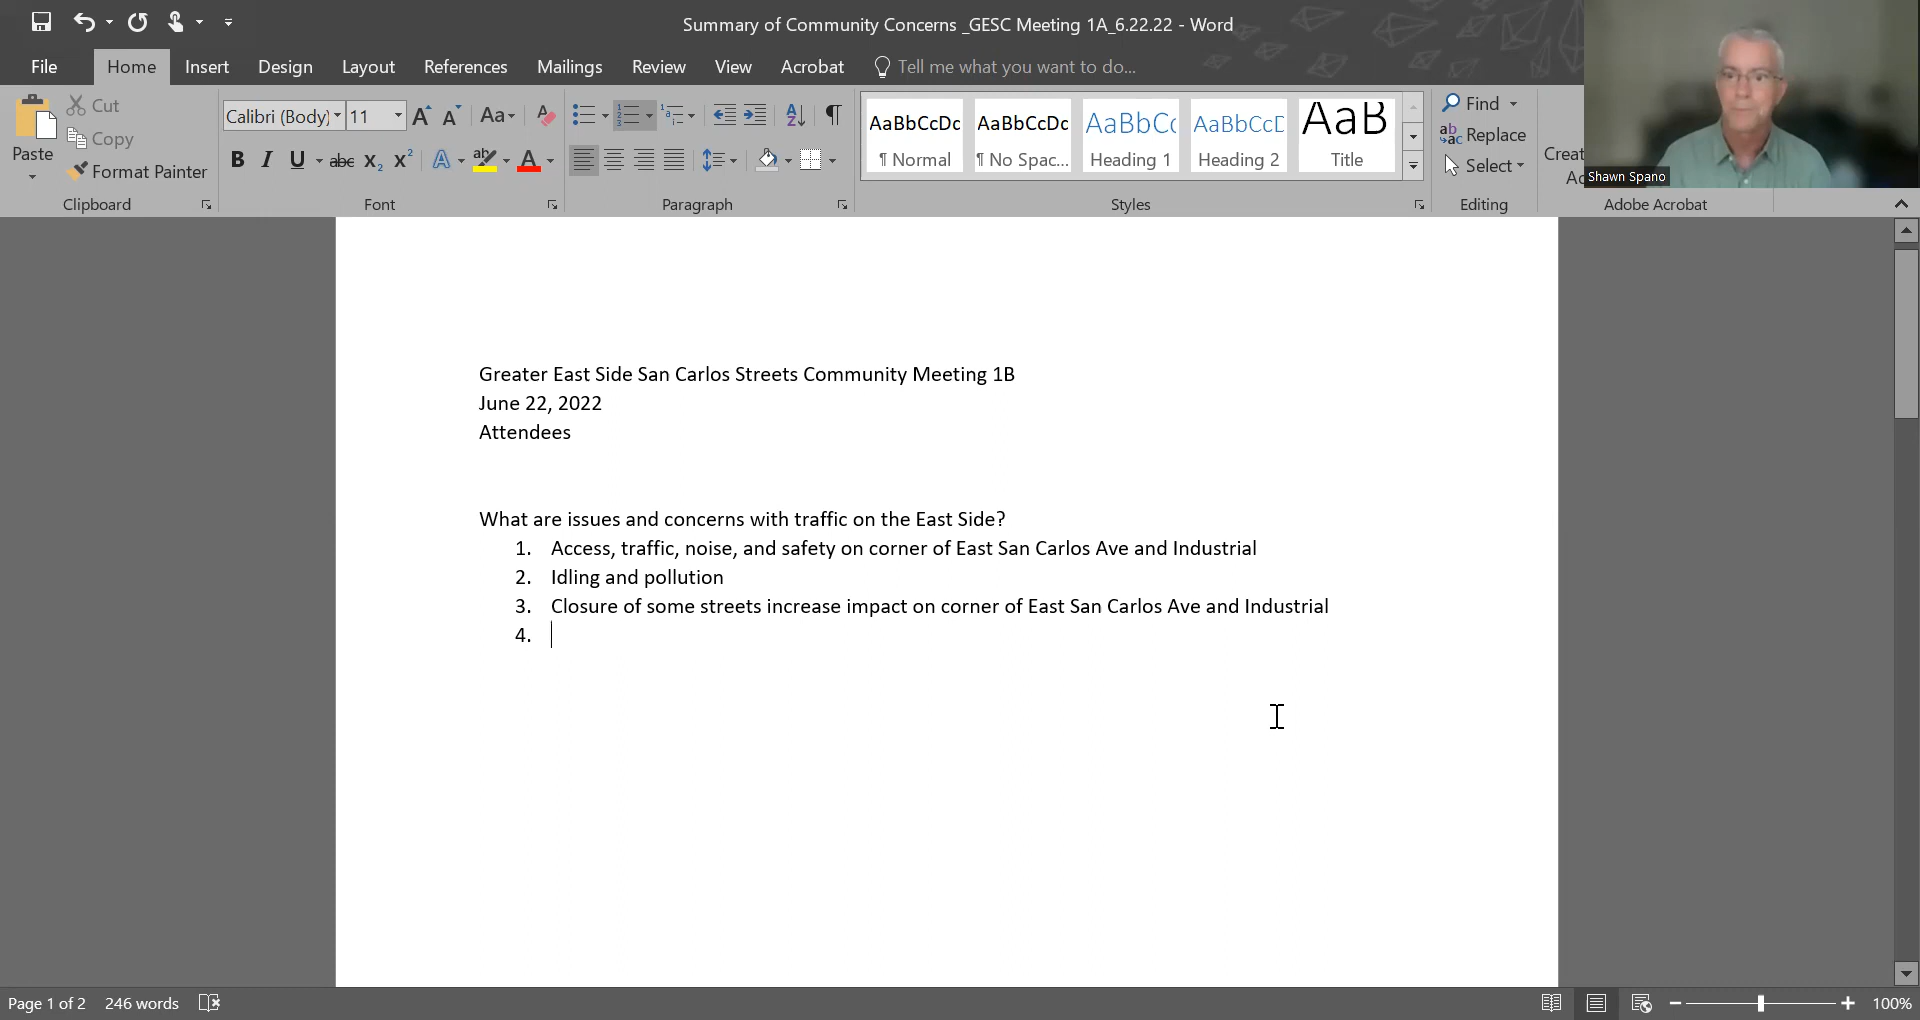 Summary of Community Concerns _GESC Meeting 1A_6.22.22 - Word
File Home Insert Design Layout References Mailings Review View Acrobat Tell me what you want to do...
Paste
Cut
Copy
Format Painter
Clipboard
Calibri (Body) 11
Font
Paragraph
AaBbCcDc AaBbCcDc AaBbC AaBbCcD AaB
¶ Normal ¶ No Spac... Heading 1 Heading 2 Title
Styles
Find
Replace
Select
Editing
Adobe Acrobat
Shawn Spano
Greater East Side San Carlos Streets Community Meeting 1B
June 22, 2022
Attendees
What are issues and concerns with traffic on the East Side?
1. Access, traffic, noise, and safety on corner of East San Carlos Ave and Industrial
2. Idling and pollution
3. Closure of some streets increase impact on corner of East San Carlos Ave and Industrial
4.
Page 1 of 2 246 words 100%